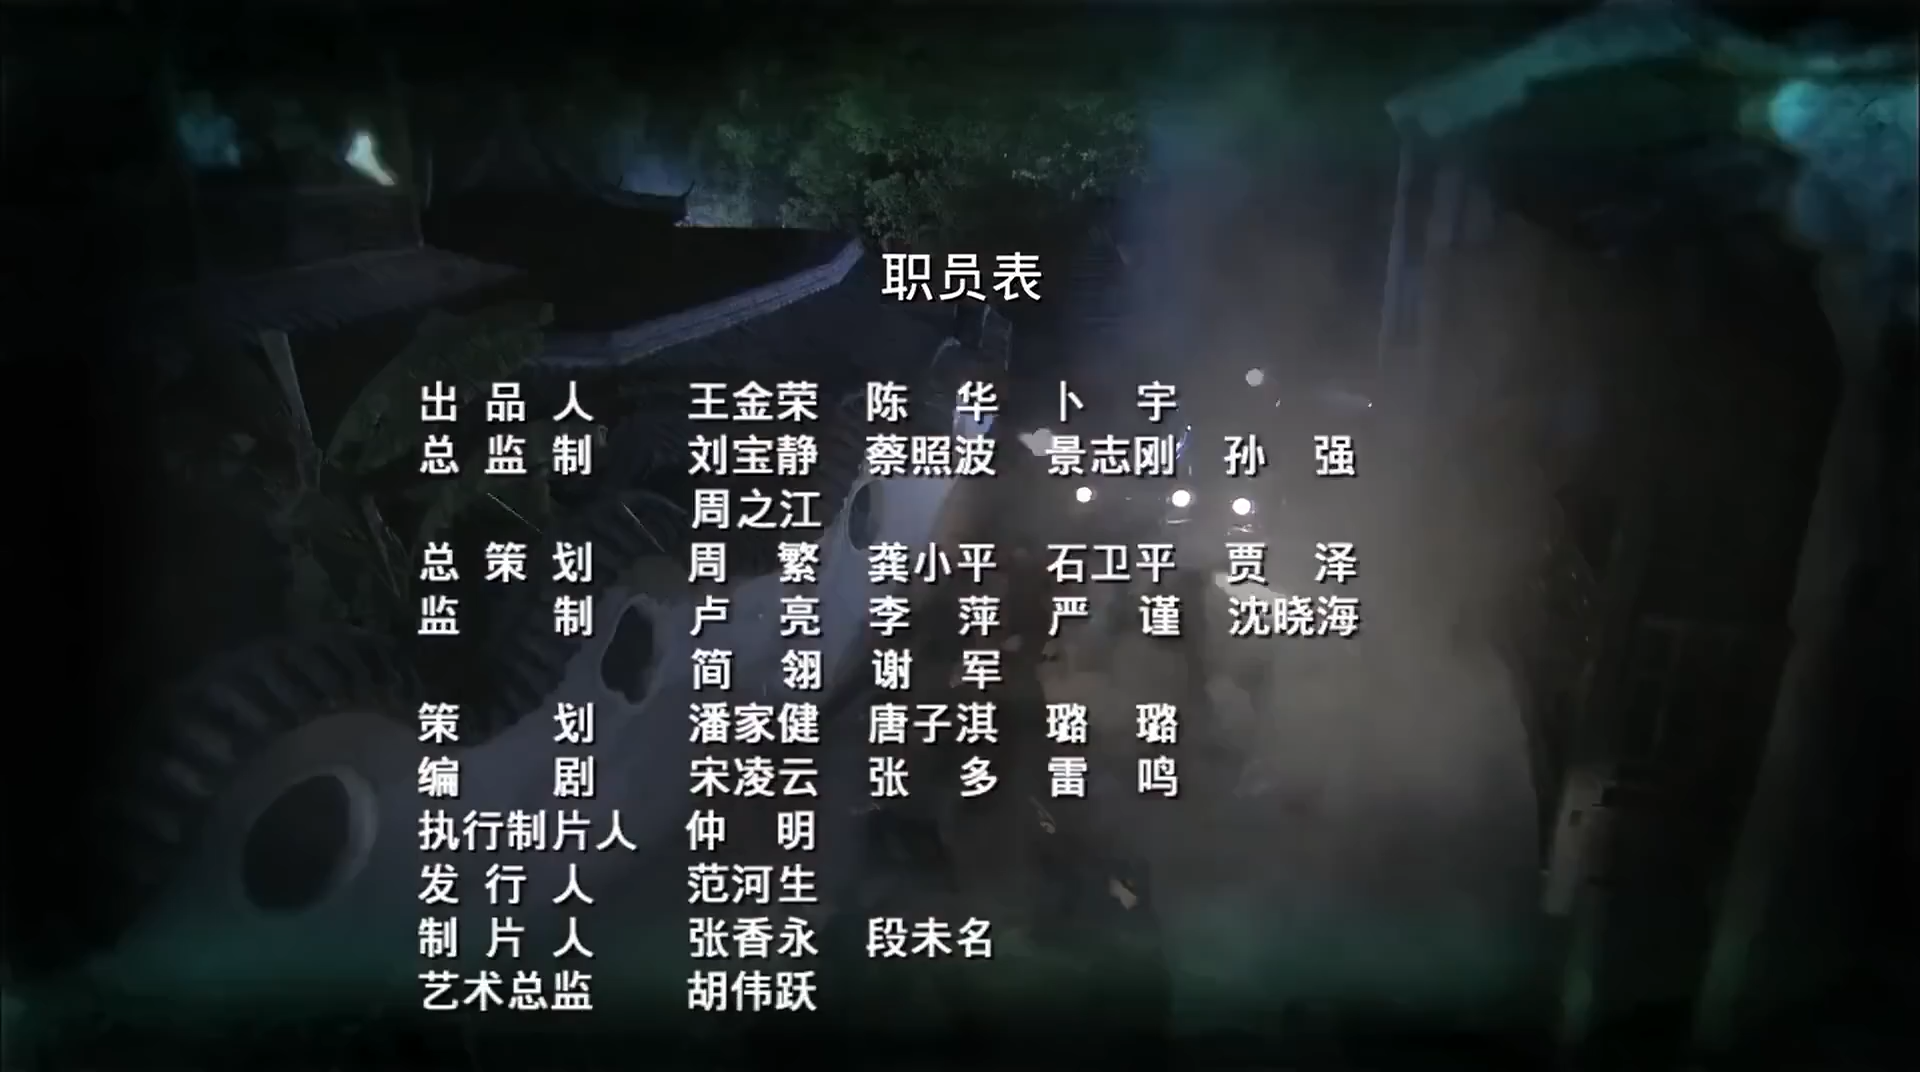 职员表
出品人 王金荣 陈华 卜宇
总监制 刘宝静 蔡照波 景志刚 孙强
周之江
总策划 周繁 龚小平 石卫平 贾泽
监制 卢亮 李萍 严谨 沈晓海
简翎 谢军
策划 潘家健 唐子淇 璐璐
编剧 宋凌云 张多 雷鸣
执行制片人 仲明
发行人 范河生
制片人 张香永 段未名
艺术总监 胡伟跃